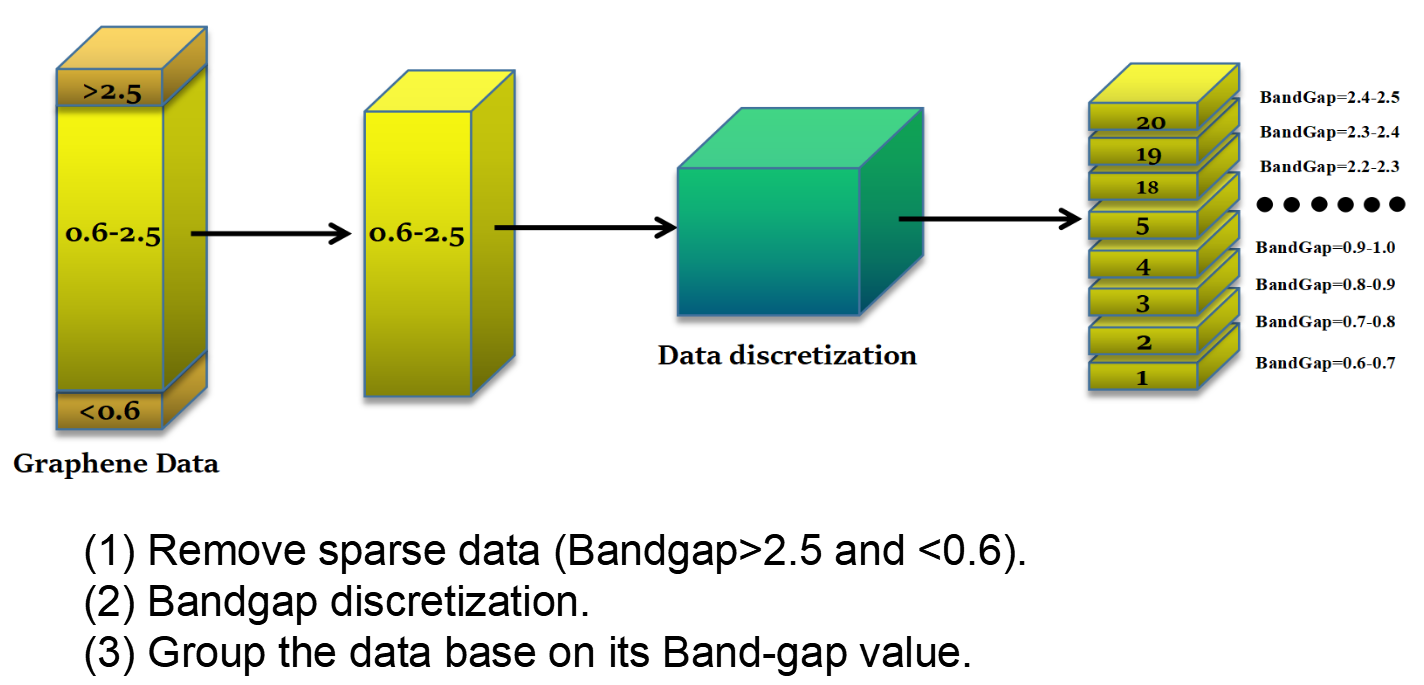 >2.5
0.6-2.5
<0.6
Graphene Data
0.6-2.5
Data discretization
20
19
18
5
4
3
2
1
BandGap=2.4-2.5
BandGap=2.3-2.4
BandGap=2.2-2.3
BandGap=0.9-1.0
BandGap=0.8-0.9
BandGap=0.7-0.8
BandGap=0.6-0.7
(1) Remove sparse data (Bandgap>2.5 and <0.6).
(2) Bandgap discretization.
(3) Group the data base on its Band-gap value.